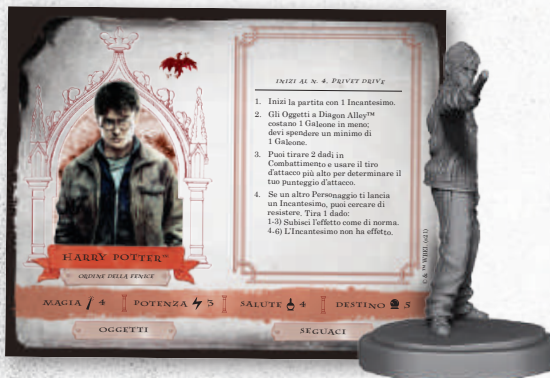 HARRY POTTER™
ORDINE DELLA FENICE
INIZI AL N. 4, PRIVET DRIVE
1. Inizi la partita con 1 Incantesimo.
2. Gli Oggetti a Diagon Alley™
costano 1 Galeone in meno;
devi spendere un minimo di
1 Galeone.
3. Puoi tirare 2 dadi in
Combattimento e usare il tiro
d'attacco più alto per determinare il
tuo punteggio d'attacco.
4. Se un altro Personaggio ti lancia
un Incantesimo, puoi cercare di
resistere. Tira 1 dado:
1-3) Subisci l'effetto come di norma.
4-6) L'Incantesimo non ha effetto.
© & ™ WBEI. (s21)
MAGIA 4 POTENZA 3 SALUTE 4 DESTINO 5
OGGETTI SEGUACI